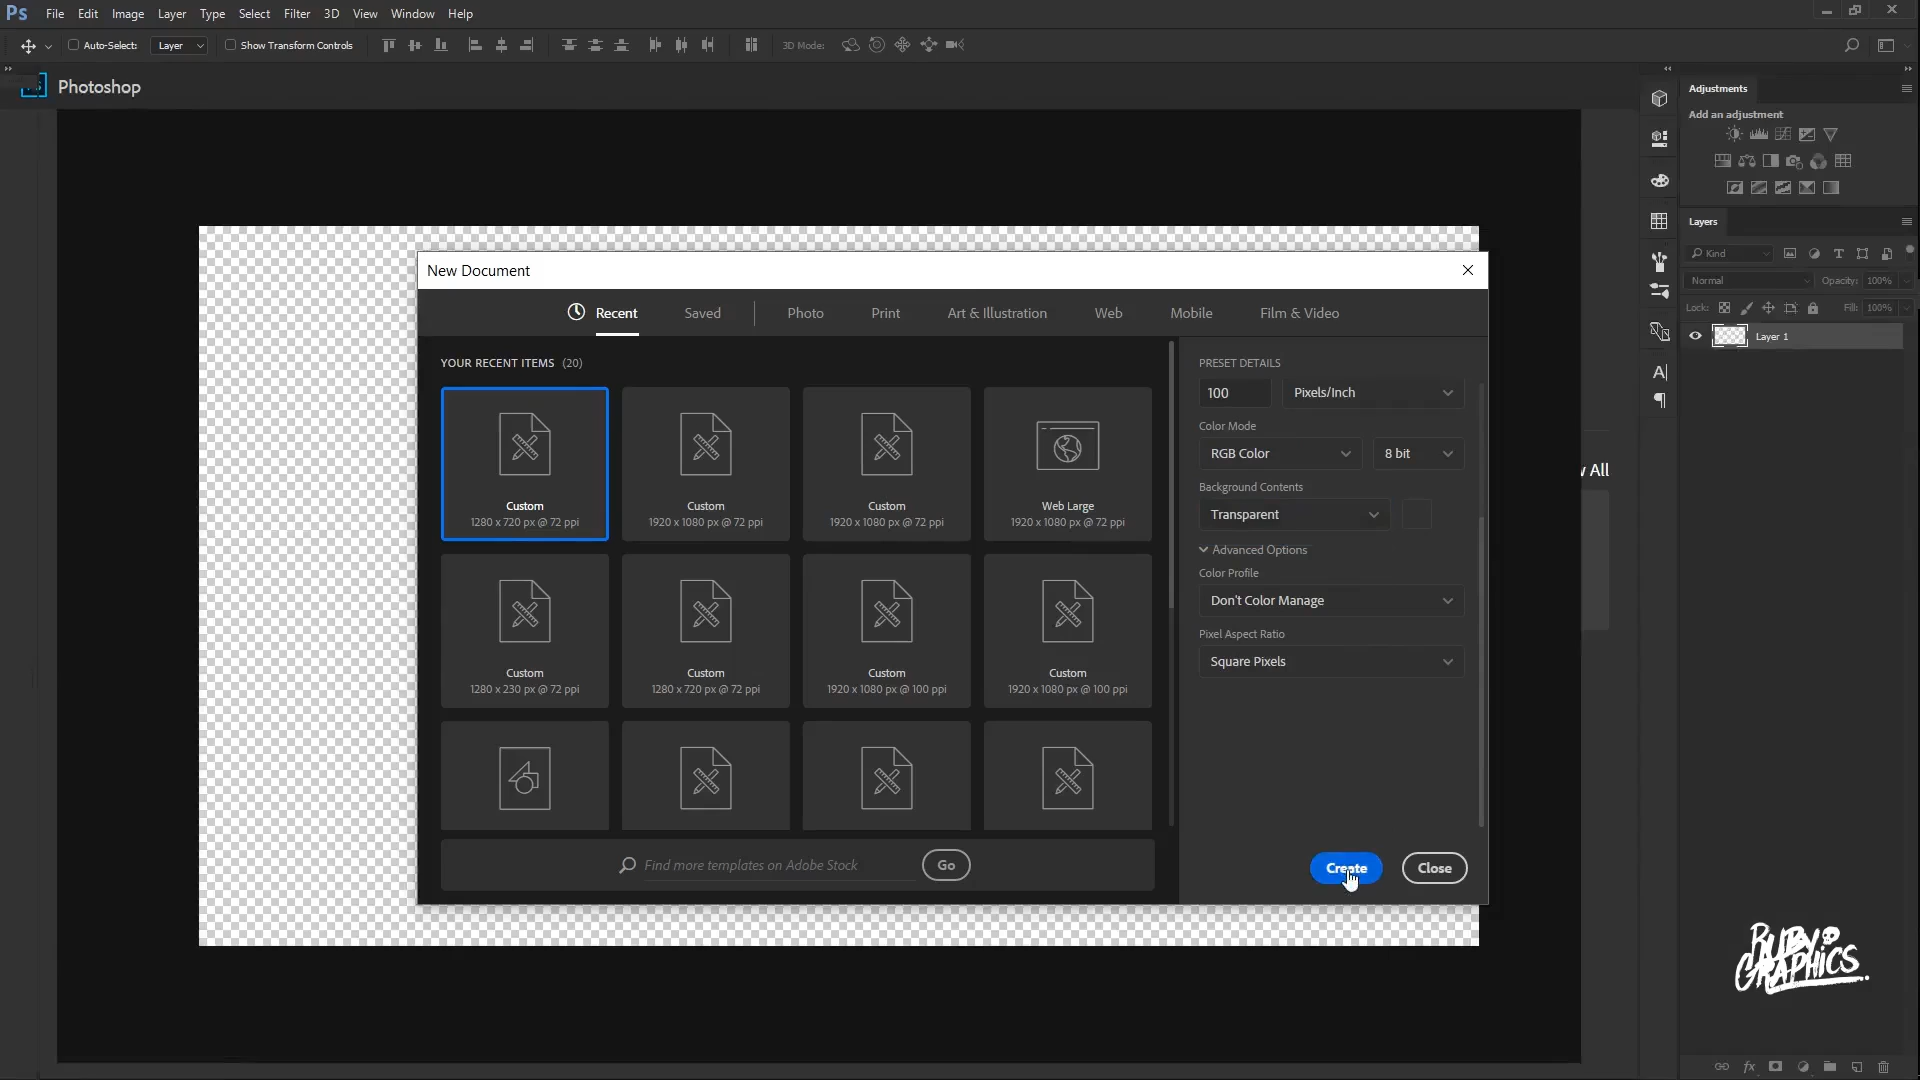 Ps File Edit Image Layer Type Select Filter 3D View Window Help
Auto-Select: Layer Show Transform Controls 3D Mode:
Photoshop
Adjustments
Add an adjustment
Layers
Kind
Normal Opacity: 100%
Lock: Fill: 100%
Layer 1
New Document
Recent Saved Photo Print Art & Illustration Web Mobile Film & Video
YOUR RECENT ITEMS (20)
Custom Custom Custom Web Large
1280 x 720 px @ 72 ppi 1920 x 1080 px @ 72 ppi 1920 x 1080 px @ 72 ppi 1920 x 1080 px @ 72 ppi
Custom Custom Custom Custom
1280 x 230 px @ 72 ppi 1280 x 720 px @ 72 ppi 1920 x 1080 px @ 100 ppi 1920 x 1080 px @ 100 ppi
Find more templates on Adobe Stock Go
PRESET DETAILS
100 Pixels/Inch
Color Mode
RGB Color 8 bit
Background Contents
Transparent
Advanced Options
Color Profile
Don't Color Manage
Pixel Aspect Ratio
Square Pixels
Create Close
w All
RUBY
GRAPHICS.
fx